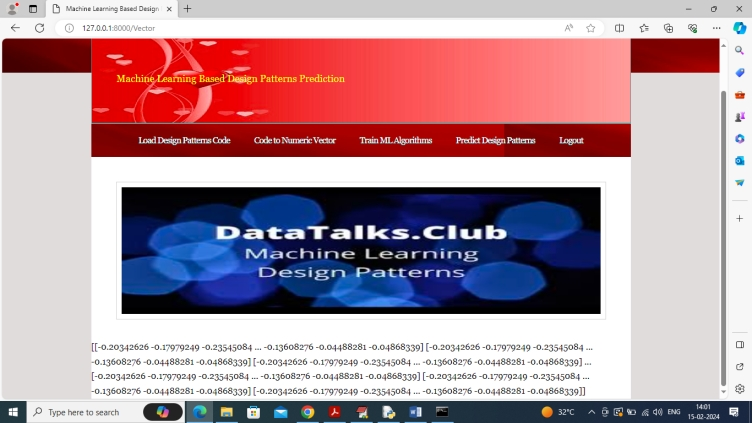 Machine Learning Based Design
127.0.0.1:8000/Vector
Machine Learning Based Design Patterns Prediction
Load Design Patterns Code Code to Numeric Vector Train ML Algorithms Predict Design Patterns Logout
DataTalks.Club
Machine Learning
Design Patterns
[[-0.20342626 -0.17979249 -0.23545084 ... -0.13608276 -0.04488281 -0.04868339] [-0.20342626 -0.17979249 -0.23545084 ...
-0.13608276 -0.04488281 -0.04868339] [-0.20342626 -0.17979249 -0.23545084 ... -0.13608276 -0.04488281 -0.04868339] ...
[-0.20342626 -0.17979249 -0.23545084 ... -0.13608276 -0.04488281 -0.04868339] [-0.20342626 -0.17979249 -0.23545084 ...
-0.13608276 -0.04488281 -0.04868339] [-0.20342626 -0.17979249 -0.23545084 ... -0.13608276 -0.04488281 -0.04868339]]
Type here to search
32°C
ENG
14:01
15-02-2024